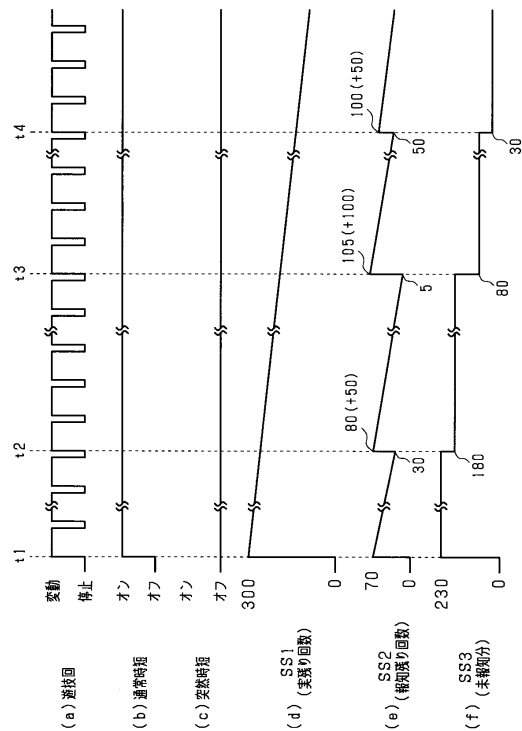 t1
t2
t3
t4
(a) 遊技回
変動
停止
(b) 通常時短
オン
オフ
(c) 突然時短
オン
オフ
(d) SS1
(実残り回数)
300
0
(e) SS2
(報知残り回数)
70
0
30
80(+50)
5
105(+100)
50
100(+50)
(f) SS3
(未報知分)
230
0
180
80
30